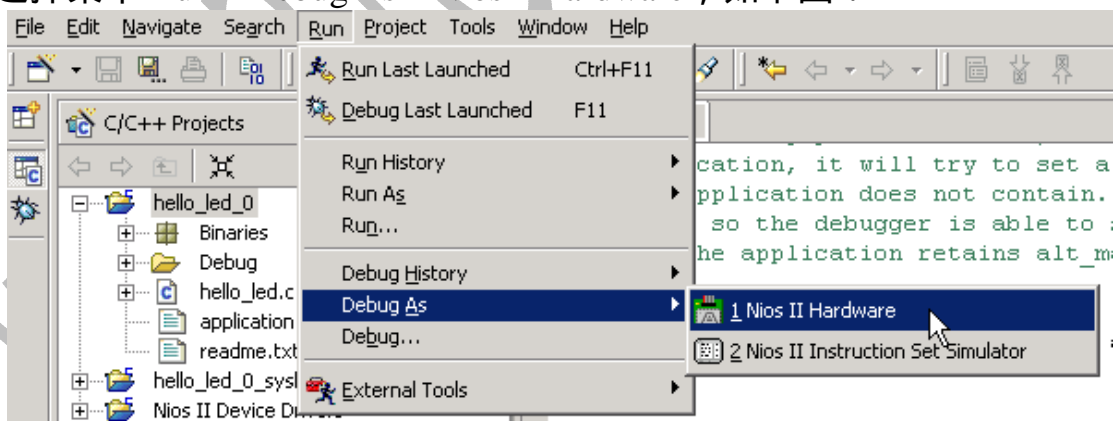 File Edit Navigate Search Run Project Tools Window Help
Run Last Launched Ctrl+F11
Debug Last Launched F11
C/C++ Projects
Run History
cation, it will try to set a
Run As
pplication does not contain.
hello_led_0
Run...
so the debugger is able to
Binaries
he application retains alt_m
Debug
Debug History
hello_led.c
Debug As
1 Nios II Hardware
application
Debug...
2 Nios II Instruction Set Simulator
readme.txt
hello_led_0_sysl
External Tools
Nios II Device Drivers